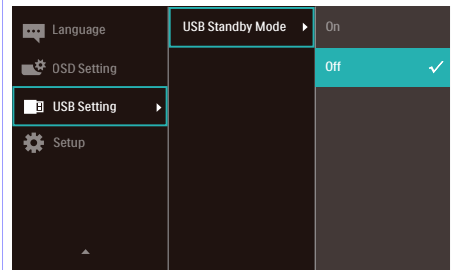 Language
OSD Setting
USB Setting
Setup
USB Standby Mode
On
Off